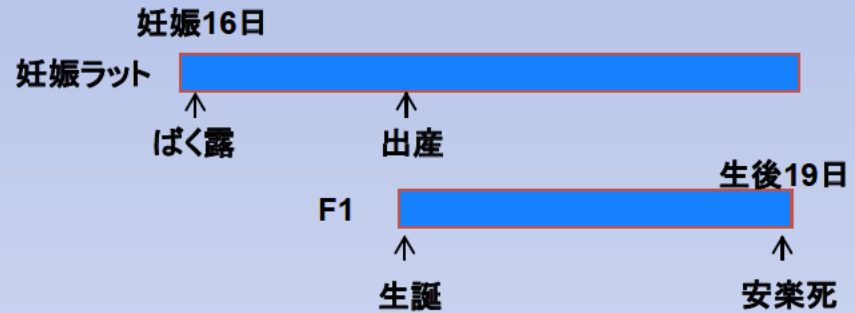 妊娠16日
妊娠ラット
ばく露
出産
生後19日
F1
生誕
安楽死